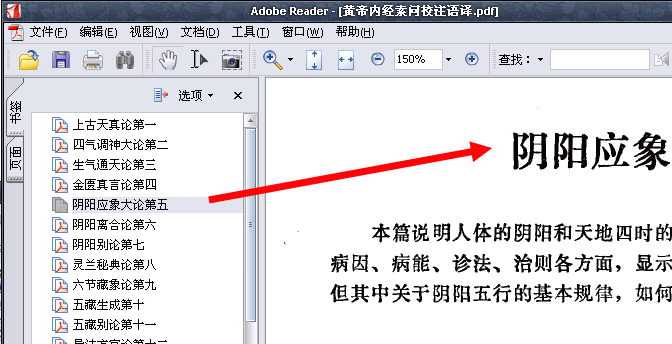 Adobe Reader - [黄帝内经素问校注语译.pdf]
文件(F) 编辑(E) 视图(V) 文档(D) 工具(T) 窗口(W) 帮助(H)
150% 查找:
选项
书签
页面
上古天真论第一
四气调神大论第二
生气通天论第三
金匮真言论第四
阴阳应象大论第五
阴阳离合论第六
阴阳别论第七
灵兰秘典论第八
六节藏象论第九
五藏生成第十
五藏别论第十一
阴阳应象
本篇说明人体的阴阳和天地四时的
病因、病能、诊法、治则各方面，显示
但其中关于阴阳五行的基本规律，如何